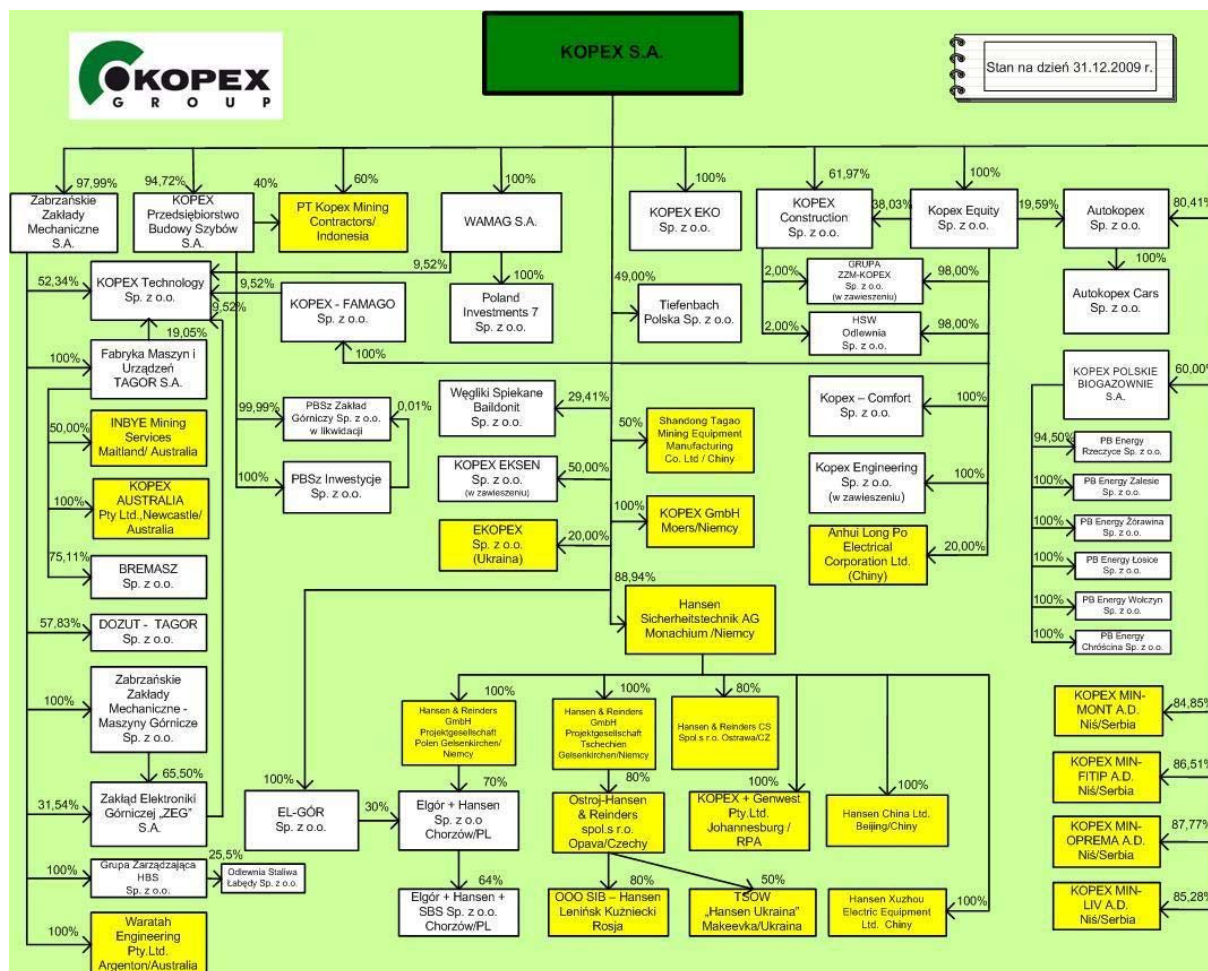 KOPEX S.A.
KOPEX
GROUP
Stan na dzień 31.12.2009 r.
97,99%
94,72%
40%
60%
100%
100%
61,97%
100%
Zabrzańskie
Zakłady
Mechaniczne
S.A.
KOPEX
Przedsiębiorstwo
Budowy Szybów
S.A.
PT Kopex Mining
Contractors/
Indonesia
WAMAG S.A.
KOPEX EKO
Sp. z o.o.
KOPEX
Construction
Sp. z o.o.
38,03%
Kopex Equity
Sp. z o.o.
19,59%
Autokopex
Sp. z o.o.
80,41%
52,34%
KOPEX Technology
Sp. z o.o.
9,52%
9,52%
9,52%
19,05%
KOPEX - FAMAGO
Sp. z o.o.
100%
100%
Poland
Investments 7
Sp. z o.o.
49,00%
Tiefenbach
Polska Sp. z o.o.
2,00%
GRUPA
ZZM-KOPEX
Sp. z o.o.
(w zawieszeniu)
98,00%
2,00%
HSW
Odlewnia
Sp. z o.o.
98,00%
100%
Autokopex Cars
Sp. z o.o.
100%
Fabryka Maszyn i
Urządzeń
TAGOR S.A.
50,00%
INBYE Mining
Services
Maitland/ Australia
100%
KOPEX
AUSTRALIA
Pty Ltd.,Newcastle/
Australia
75,11%
BREMASZ
Sp. z o.o.
99,99%
PBSz Zakład
Górniczy Sp. z o.o.
w likwidacji
0,01%
100%
PBSz Inwestycje
Sp. z o.o.
Węgliki Spiekane
Baildonit
Sp. z o.o.
29,41%
KOPEX EKSEN
Sp. z o.o.
(w zawieszeniu)
50,00%
EKOPEX
Sp. z o.o.
(Ukraina)
20,00%
50%
Shandong Tagao
Mining Equipment
Manufacturing
Co. Ltd / Chiny
100%
KOPEX GmbH
Moers/Niemcy
Kopex – Comfort
Sp. z o.o.
100%
Kopex Engineering
Sp. z o.o.
(w zawieszeniu)
100%
Anhui Long Po
Electrical
Corporation Ltd.
(Chiny)
20,00%
KOPEX POLSKIE
BIOGAZOWNIE
S.A.
60,00%
94,50%
PB Energy
Rzeczyce Sp. z o.o.
100%
PB Energy Zalesie
Sp. z o.o.
100%
PB Energy Żórawina
Sp. z o.o.
100%
PB Energy Łosice
Sp. z o.o.
100%
PB Energy Wołczyn
Sp. z o.o.
100%
PB Energy
Chróścina Sp. z o.o.
57,83%
DOZUT - TAGOR
Sp. z o.o.
100%
Zabrzańskie
Zakłady
Mechaniczne -
Maszyny Górnicze
Sp. z o.o.
65,50%
31,54%
Zakłąd Elektroniki
Górniczej „ZEG”
S.A.
100%
Grupa Zarządzająca
HBS
Sp. z o.o.
25,5%
Odlewnia Staliwa
Łabędy Sp. z o.o.
100%
Waratah
Engineering
Pty.Ltd.
Argenton/Australia
88,94%
Hansen
Sicherheitstechnik AG
Monachium /Niemcy
100%
Hansen & Reinders
GmbH
Projektgesellschaft
Polen Gelsenkirchen/
Niemcy
100%
Hansen & Reinders
GmbH
Projektgesellschaft
Tschechien
Gelsenkirchen/Niemcy
80%
Hansen & Reinders CS
Spol s r.o. Ostrawa/CZ
100%
EL-GÓR
Sp. z o.o.
30%
70%
Elgór + Hansen
Sp. z o.o
Chorzów/PL
64%
Elgór + Hansen +
SBS Sp. z o.o.
Chorzów/PL
80%
Ostroj-Hansen
& Reinders
spol.s r.o.
Opava/Czechy
100%
KOPEX + Genwest
Pty.Ltd.
Johannesburg /
RPA
100%
Hansen China Ltd.
Beijing/Chiny
80%
OOO SIB – Hansen
Lenińsk Kuźniecki
Rosja
50%
TSOW
„Hansen Ukraina”
Makeevka/Ukraina
Hansen Xuzhou
Electric Equipment
Ltd. Chiny
100%
KOPEX MIN-
MONT A.D.
Niś/Serbia
84,85%
KOPEX MIN-
FITIP A.D.
Niś/Serbia
86,51%
KOPEX MIN-
OPREMA A.D.
Niś/Serbia
87,77%
KOPEX MIN-
LIV A.D.
Niś/Serbia
85,28%